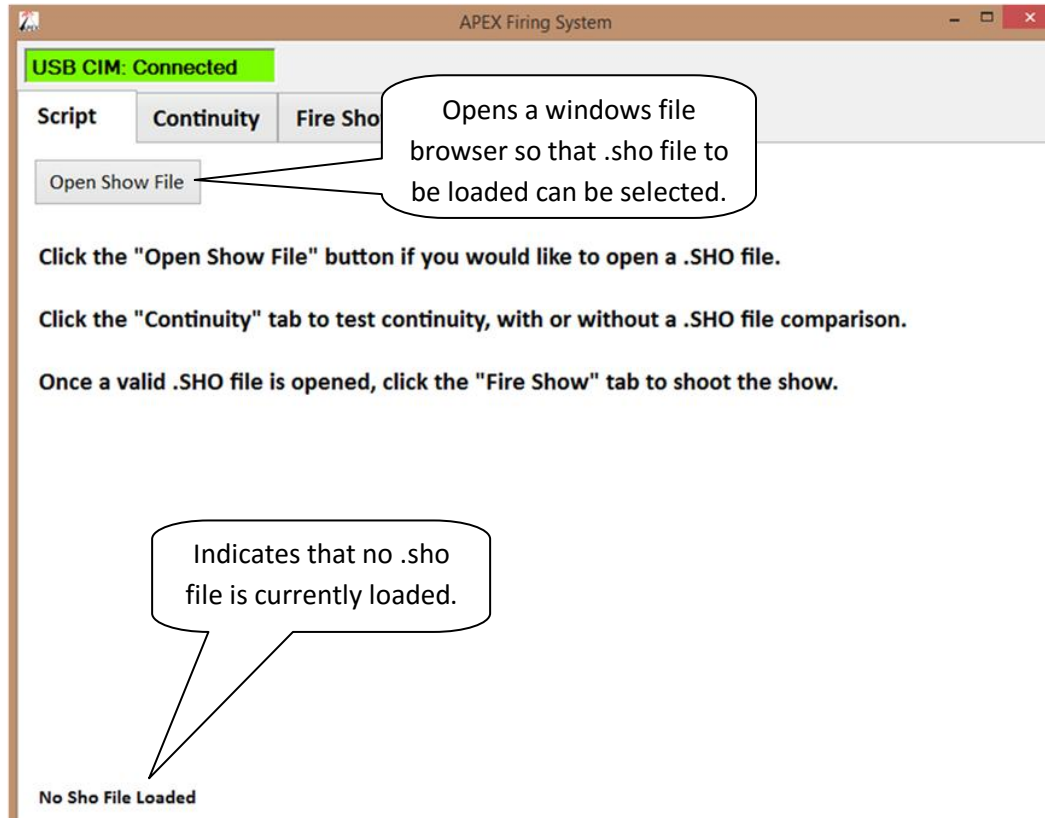 APEX Firing System
USB CIM: Connected
Script
Continuity
Fire Sho
Opens a windows file
browser so that .sho file to
be loaded can be selected.
Open Show File
Click the "Open Show File" button if you would like to open a .SHO file.
Click the "Continuity" tab to test continuity, with or without a .SHO file comparison.
Once a valid .SHO file is opened, click the "Fire Show" tab to shoot the show.
Indicates that no .sho
file is currently loaded.
No Sho File Loaded